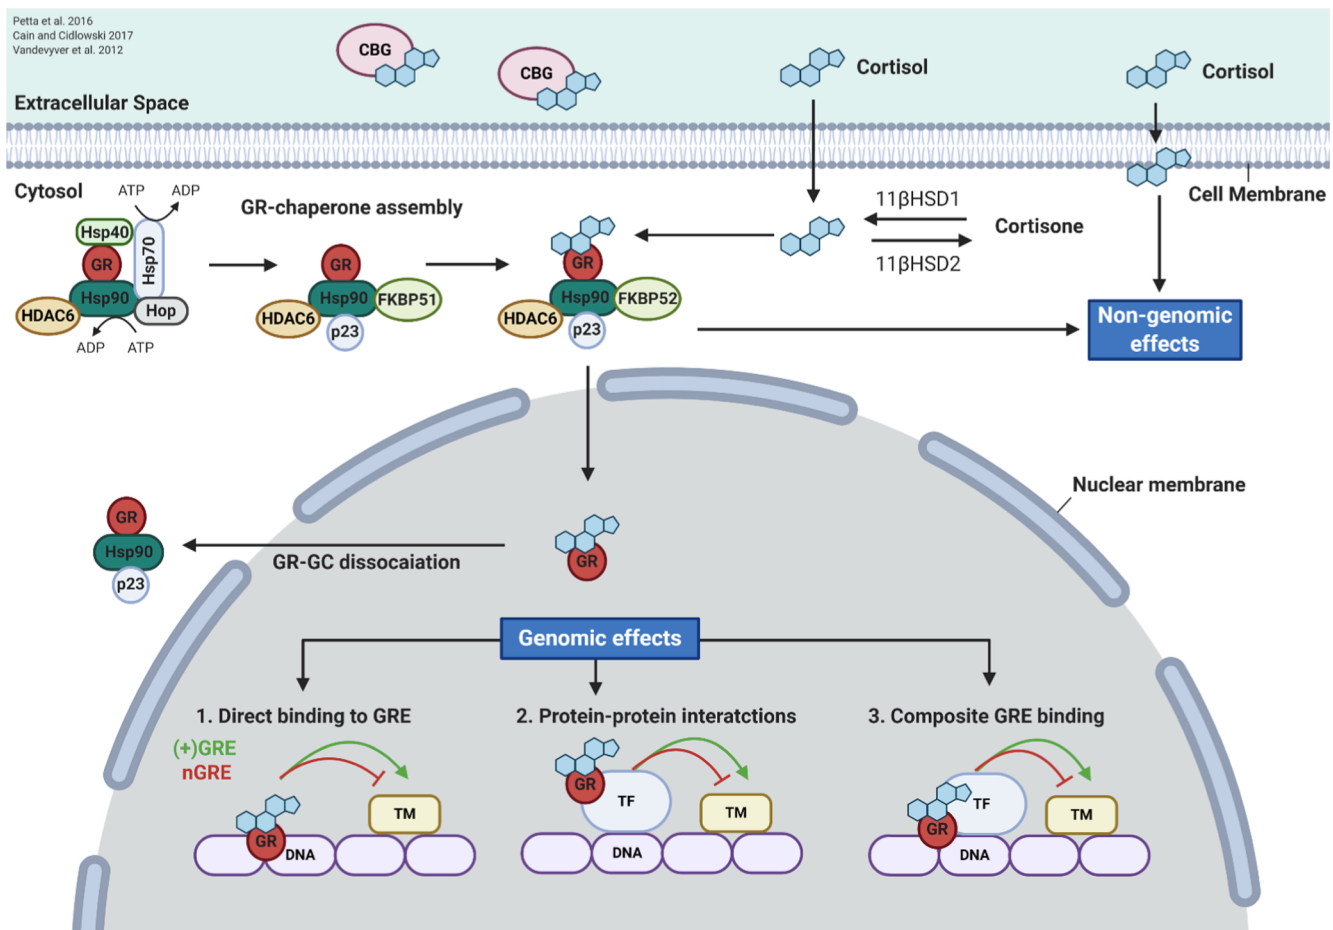 Petta et al. 2016
Cain and Cidlowski 2017
Vandevyver et al. 2012
CBG
CBG
Cortisol
Cortisol
Extracellular Space
Cytosol
ATP
ADP
Hsp40
Hsp70
GR
Hsp90
HDAC6
Hop
ADP
ATP
GR-chaperone assembly
GR
Hsp90
FKBP51
HDAC6
p23
GR
Hsp90
FKBP52
HDAC6
p23
11βHSD1
Cortisone
11βHSD2
Cell Membrane
Non-genomic
effects
Nuclear membrane
GR
Hsp90
p23
GR-GC dissocaiation
GR
Genomic effects
1. Direct binding to GRE
(+)GRE
nGRE
TM
GR
DNA
2. Protein-protein interatctions
GR
TF
TM
DNA
3. Composite GRE binding
TF
GR
TM
DNA